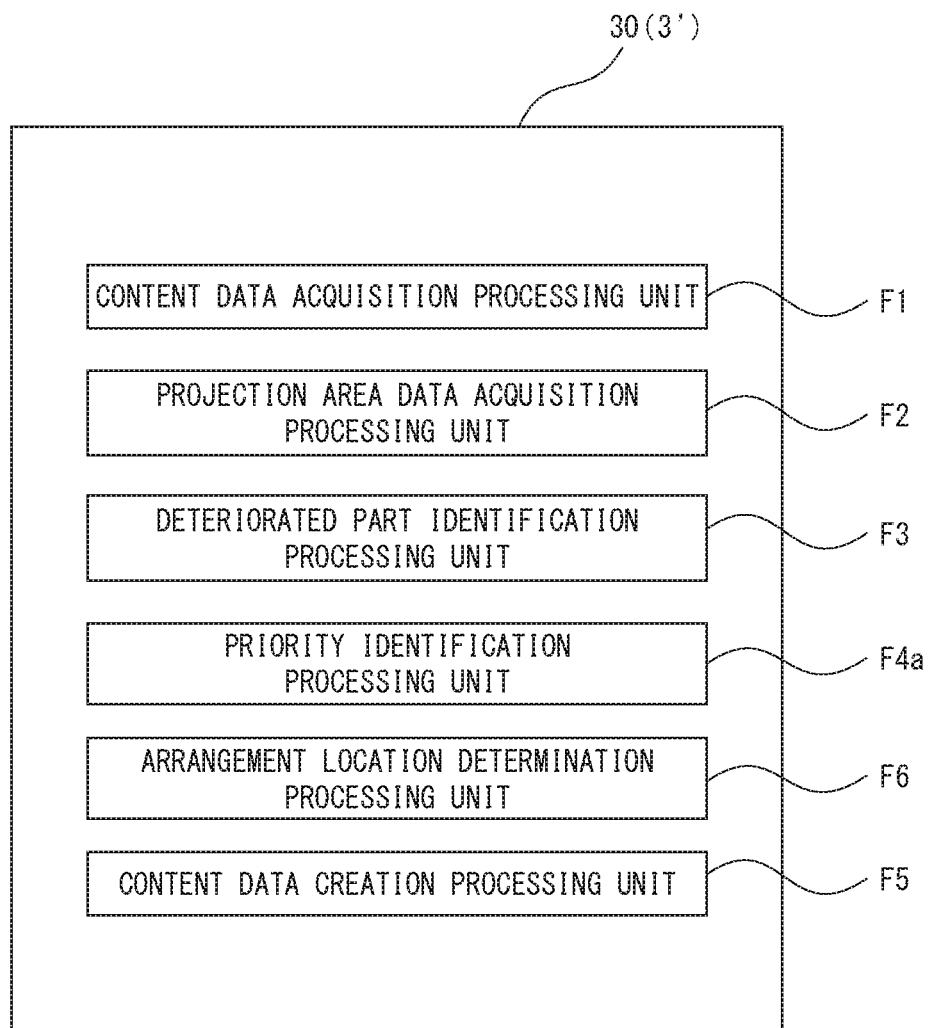 30(3')
CONTENT DATA ACQUISITION PROCESSING UNIT
F1
PROJECTION AREA DATA ACQUISITION
PROCESSING UNIT
F2
DETERIORATED PART IDENTIFICATION
PROCESSING UNIT
F3
PRIORITY IDENTIFICATION
PROCESSING UNIT
F4a
ARRANGEMENT LOCATION DETERMINATION
PROCESSING UNIT
F6
CONTENT DATA CREATION PROCESSING UNIT
F5